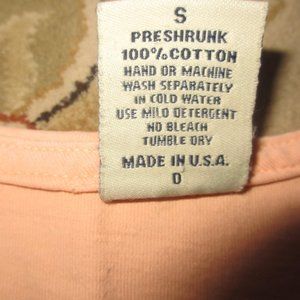 S
PRESHRUNK
100% COTTON
HAND OR MACHINE
WASH SEPARATELY
IN COLD WATER
USE MILD DETERGENT
NO BLEACH
TUMBLE DRY
MADE IN U.S.A.
0